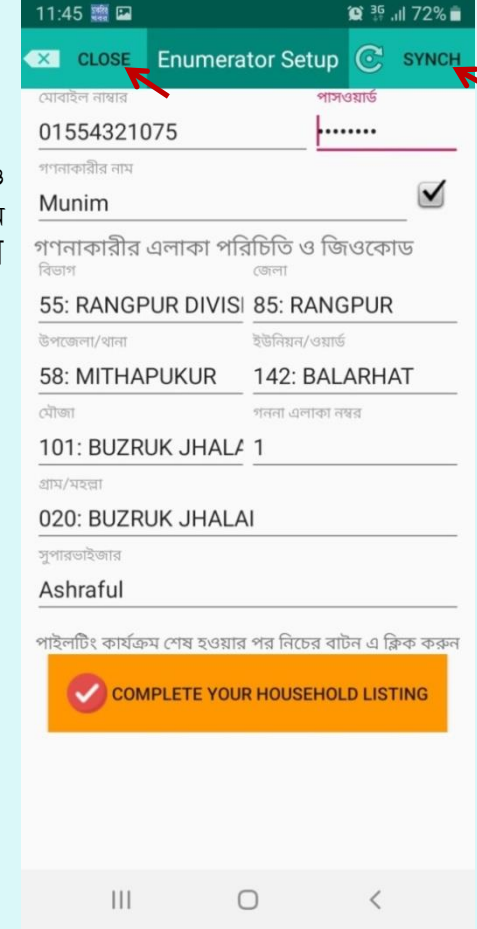 11:45 3G 72%
CLOSE Enumerator Setup SYNCH
মোবাইল নাম্বার পাসওয়ার্ড
01554321075 ••••••••
গণনাকারীর নাম
Munim
গণনাকারীর এলাকা পরিচিতি ও জিওকোড
বিভাগ জেলা
55: RANGPUR DIVISI 85: RANGPUR
উপজেলা/থানা ইউনিয়ন/ওয়ার্ড
58: MITHAPUKUR 142: BALARHAT
মৌজা গননা এলাকা নম্বর
101: BUZRUK JHALA 1
গ্রাম/মহল্লা
020: BUZRUK JHALAI
সুপারভাইজার
Ashraful
পাইলটিং কার্যক্রম শেষ হওয়ার পর নিচের বাটন এ ক্লিক করুন
COMPLETE YOUR HOUSEHOLD LISTING